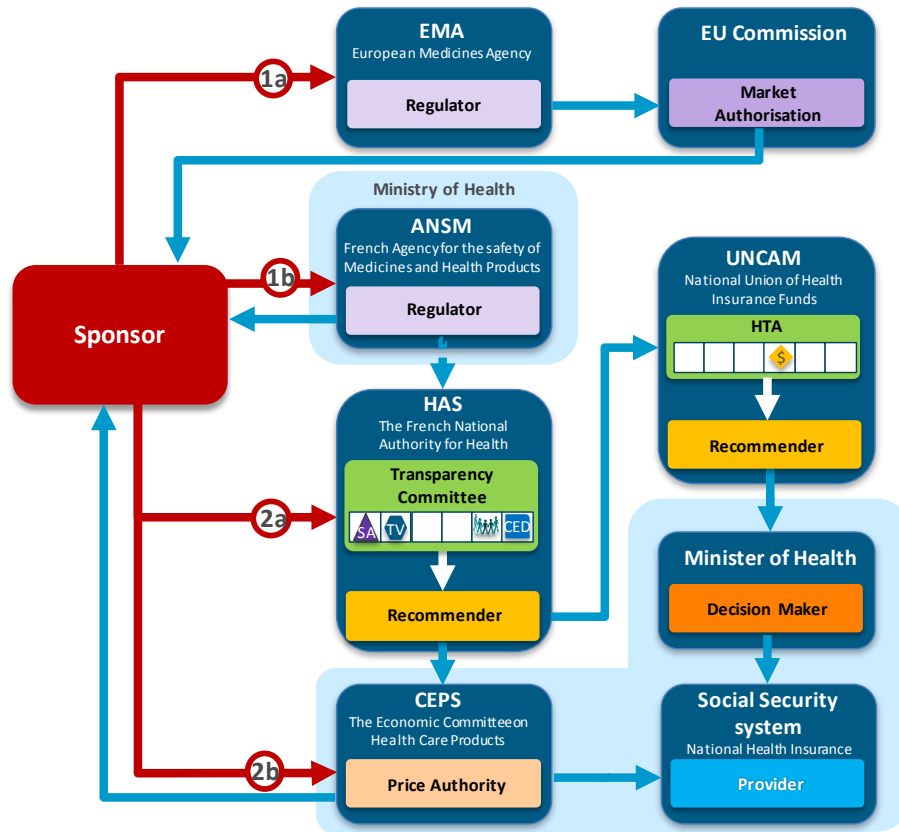 EMA
European Medicines Agency
Regulator
EU Commission
Market
Authorisation
1a
Ministry of Health
ANSM
French Agency for the safety of
Medicines and Health Products
Regulator
1b
Sponsor
UNCAM
National Union of Health
Insurance Funds
HTA
$
Recommender
HAS
The French National
Authority for Health
Transparency
Committee
SA
TV
CED
Recommender
2a
Minister of Health
Decision Maker
CEPS
The Economic Committeeon
Health Care Products
Price Authority
2b
Social Security
system
National Health Insurance
Provider